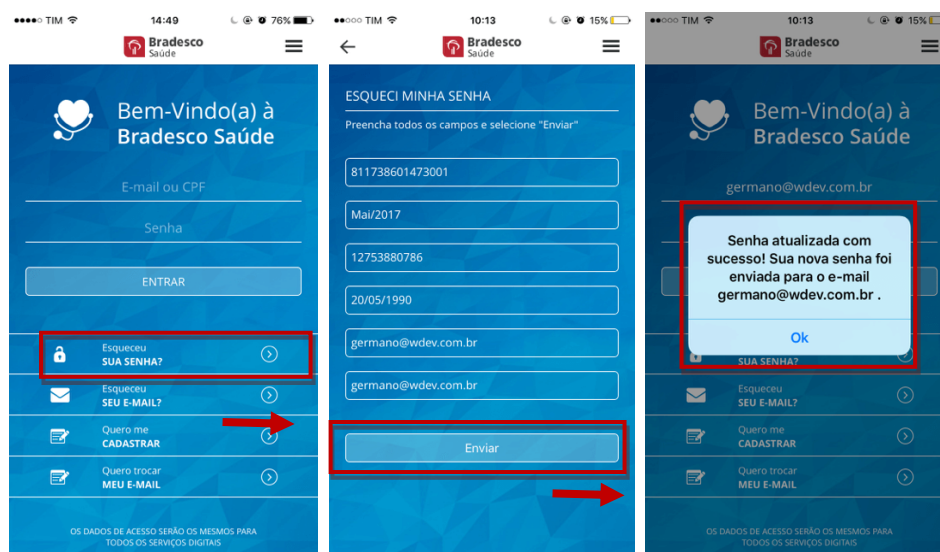 TIM 14:49 76%
Bradesco
Saúde
Bem-Vindo(a) à
Bradesco Saúde
E-mail ou CPF
Senha
ENTRAR
Esqueceu
SUA SENHA?
Esqueceu
SEU E-MAIL?
Quero me
CADASTRAR
Quero trocar
MEU E-MAIL
OS DADOS DE ACESSO SERÃO OS MESMOS PARA
TODOS OS SERVIÇOS DIGITAIS
TIM 10:13 15%
Bradesco
Saúde
ESQUECI MINHA SENHA
Preencha todos os campos e selecione "Enviar"
811738601473001
Mai/2017
12753880786
20/05/1990
germano@wdev.com.br
germano@wdev.com.br
Enviar
TIM 10:13 15%
Bradesco
Saúde
Bem-Vindo(a) à
Bradesco Saúde
germano@wdev.com.br
Senha atualizada com
sucesso! Sua nova senha foi
enviada para o e-mail
germano@wdev.com.br .
Ok
SUA SENHA?
Esqueceu
SEU E-MAIL?
Quero me
CADASTRAR
Quero trocar
MEU E-MAIL
OS DADOS DE ACESSO SERÃO OS MESMOS PARA
TODOS OS SERVIÇOS DIGITAIS